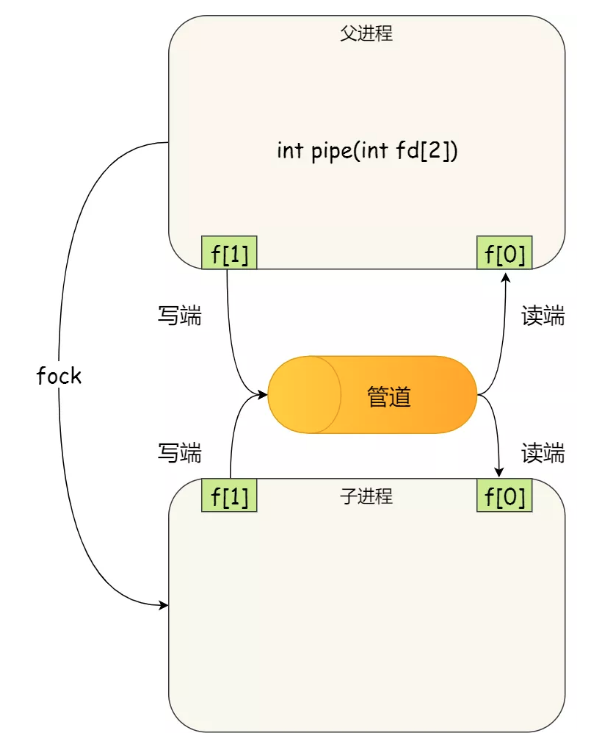 父进程
int pipe(int fd[2])
f[1]
f[0]
写端
读端
fock
管道
写端
读端
f[1]
子进程
f[0]